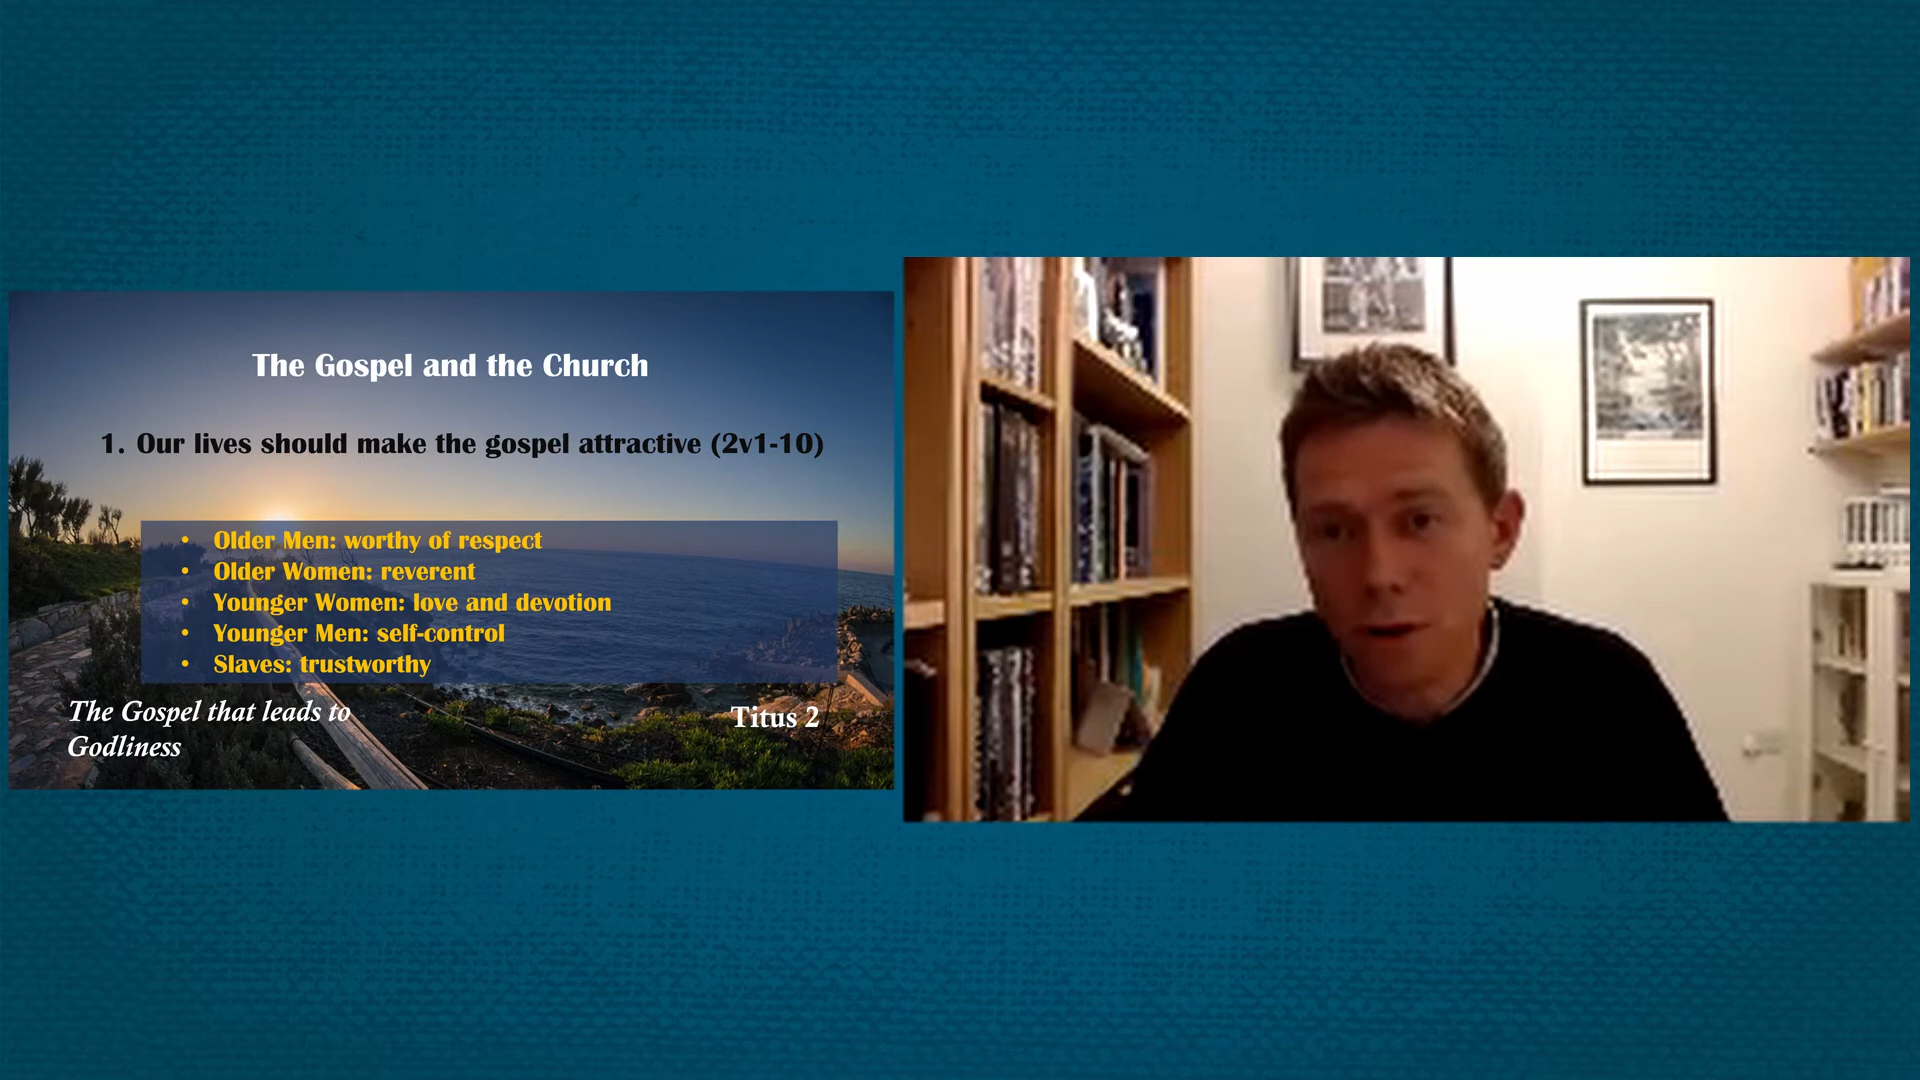 The Gospel and the Church
1. Our lives should make the gospel attractive (2v1-10)
• Older Men: worthy of respect
• Older Women: reverent
• Younger Women: love and devotion
• Younger Men: self-control
• Slaves: trustworthy
The Gospel that leads to
Godliness
Titus 2